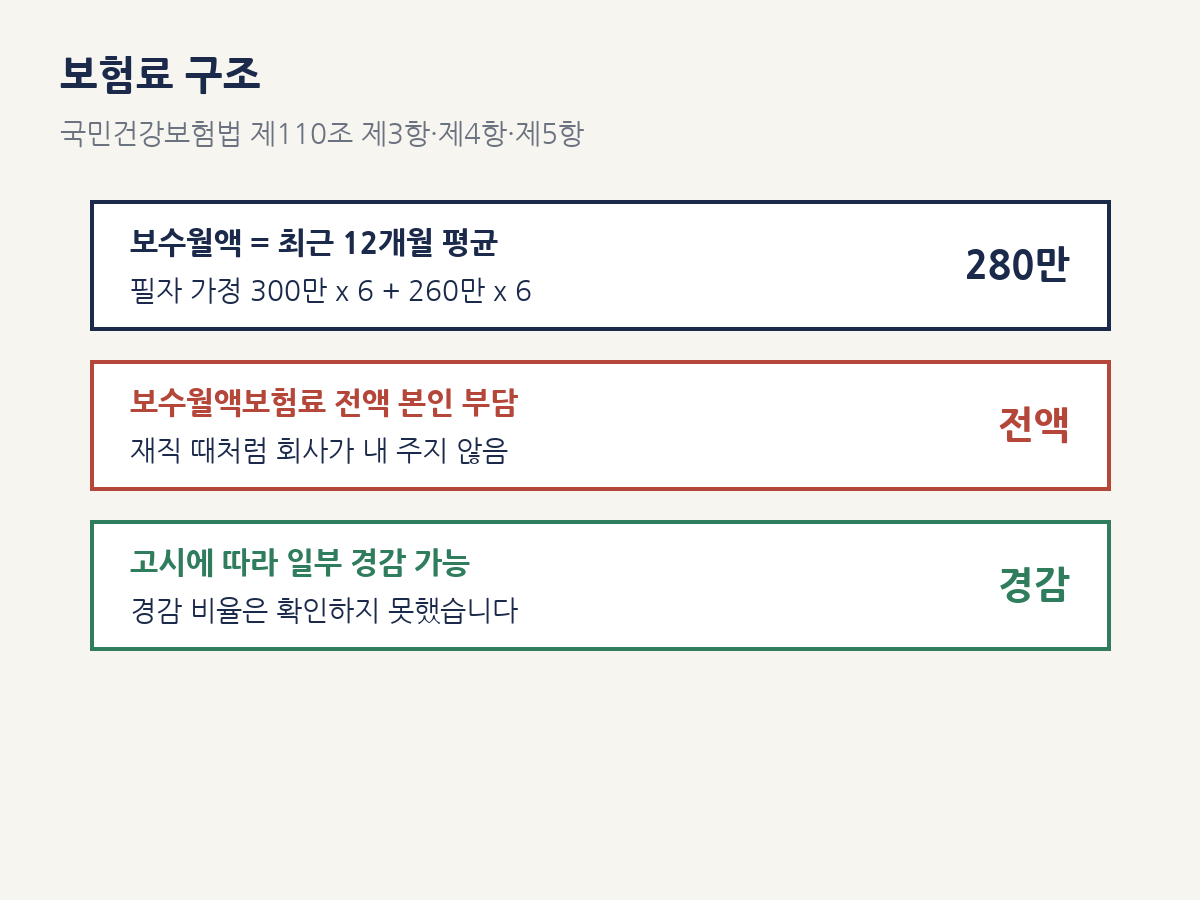 보험료 구조
국민건강보험법 제110조 제3항·제4항·제5항
보수월액 = 최근 12개월 평균
필자 가정 300만 x 6 + 260만 x 6
280만
보수월액보험료 전액 본인 부담
재직 때처럼 회사가 내 주지 않음
전액
고시에 따라 일부 경감 가능
경감 비율은 확인하지 못했습니다
경감